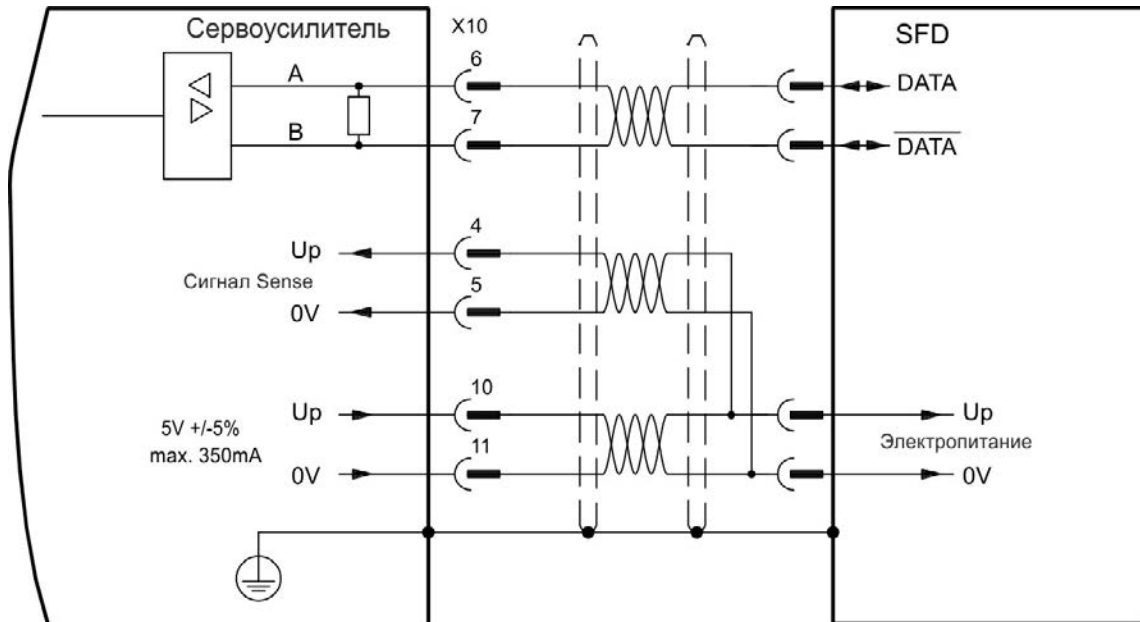 Сервоусилитель
X10
SFD
A
6
DATA
B
7
DATA
Up
4
Сигнал Sense
0V
5
Up
10
Up
5V +/-5%
max. 350mA
Электропитание
0V
11
0V